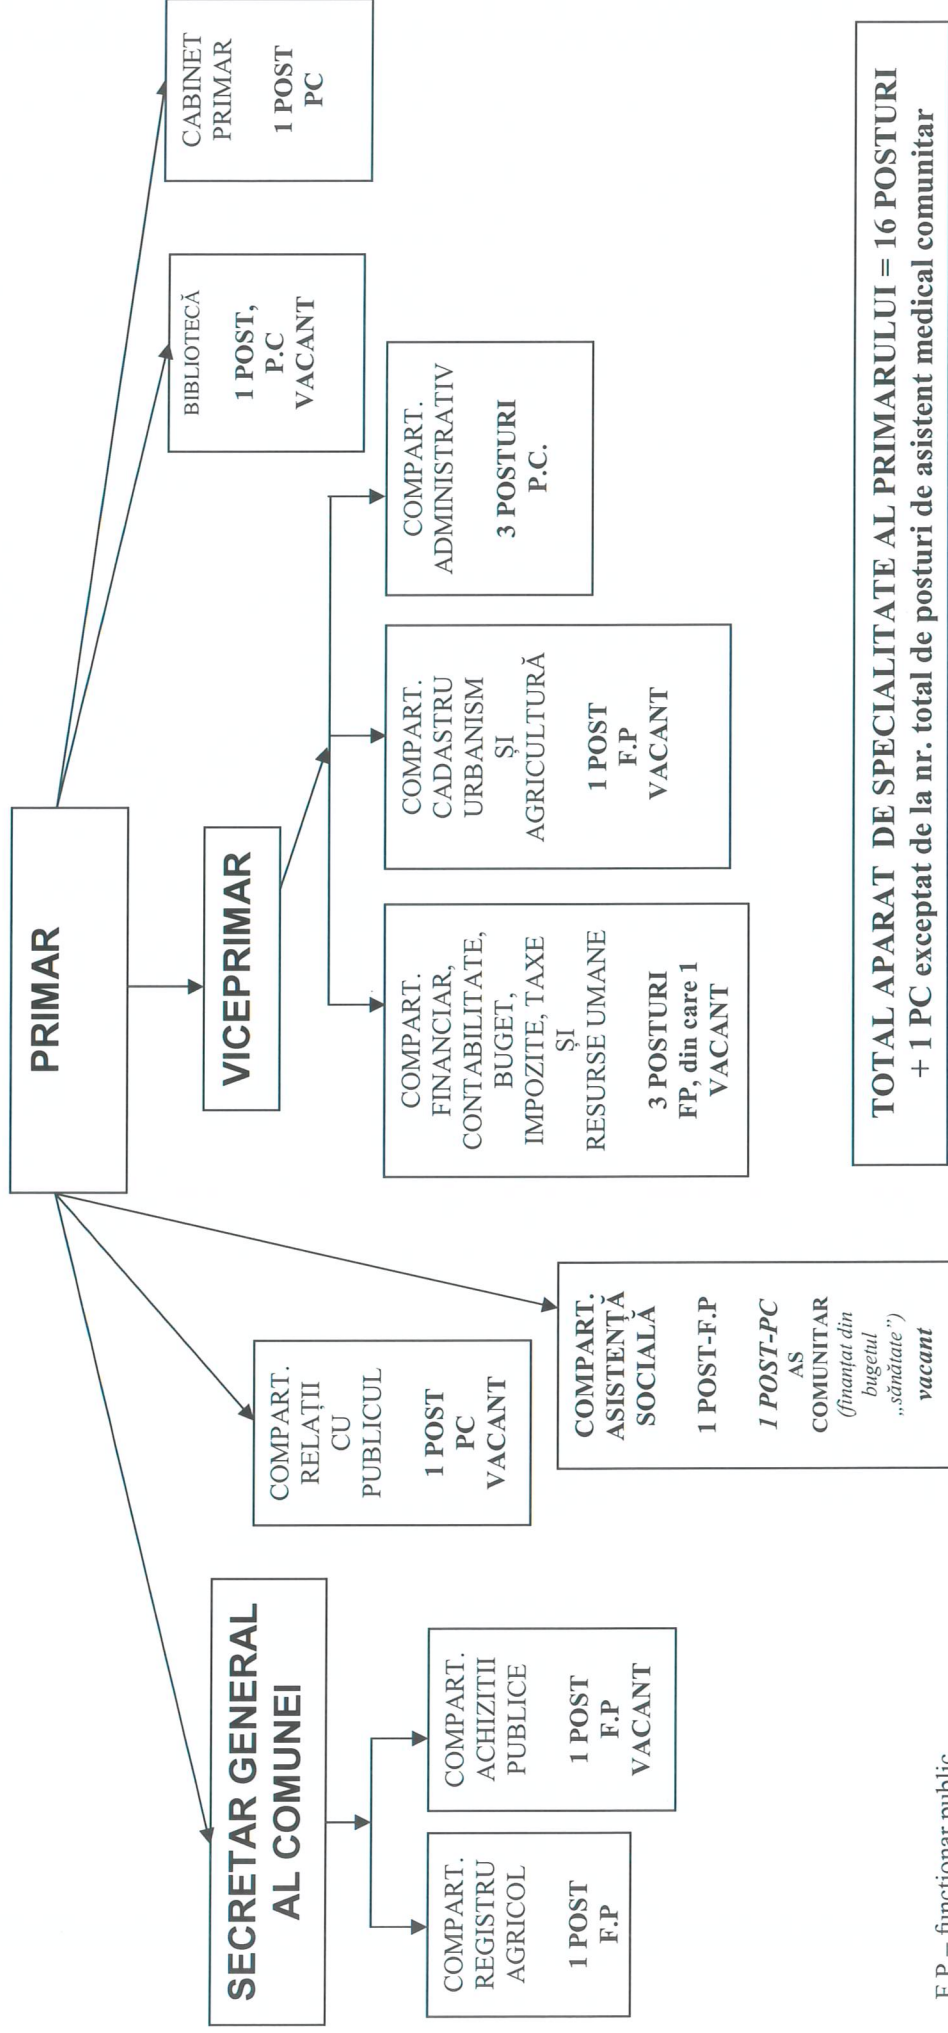 PRIMAR
VICEPRIMAR
SECRETAR GENERAL
AL COMUNEI
COMPART.
REGISTRU
AGRICOL
1 POST
F.P
COMPART.
ACHIZITII
PUBLICE
1 POST
F.P
VACANT
COMPART.
RELAȚII
CU
PUBLICUL
1 POST
PC
VACANT
COMPART.
ASISTENȚĂ
SOCIALĂ
1 POST-F.P
1 POST-PC
AS
COMUNITAR
(finanțat din
bugetul
„sănătate”)
vacant
COMPART.
FINANCIAR,
CONTABILITATE,
BUGET,
IMPOZITE, TAXE
ȘI
RESURSE UMANE
3 POSTURI
FP, din care 1
VACANT
COMPART.
CADASTRU
URBANISM
ȘI
AGRICULTURĂ
1 POST
F.P
VACANT
COMPART.
ADMINISTRATIV
3 POSTURI
P.C.
BIBLIOTECĂ
1 POST,
P.C
VACANT
CABINET
PRIMAR
1 POST
PC
TOTAL APARAT DE SPECIALITATE AL PRIMARULUI = 16 POSTURI
+ 1 PC exceptat de la nr. total de posturi de asistent medical comunitar
F.P – funcționar public